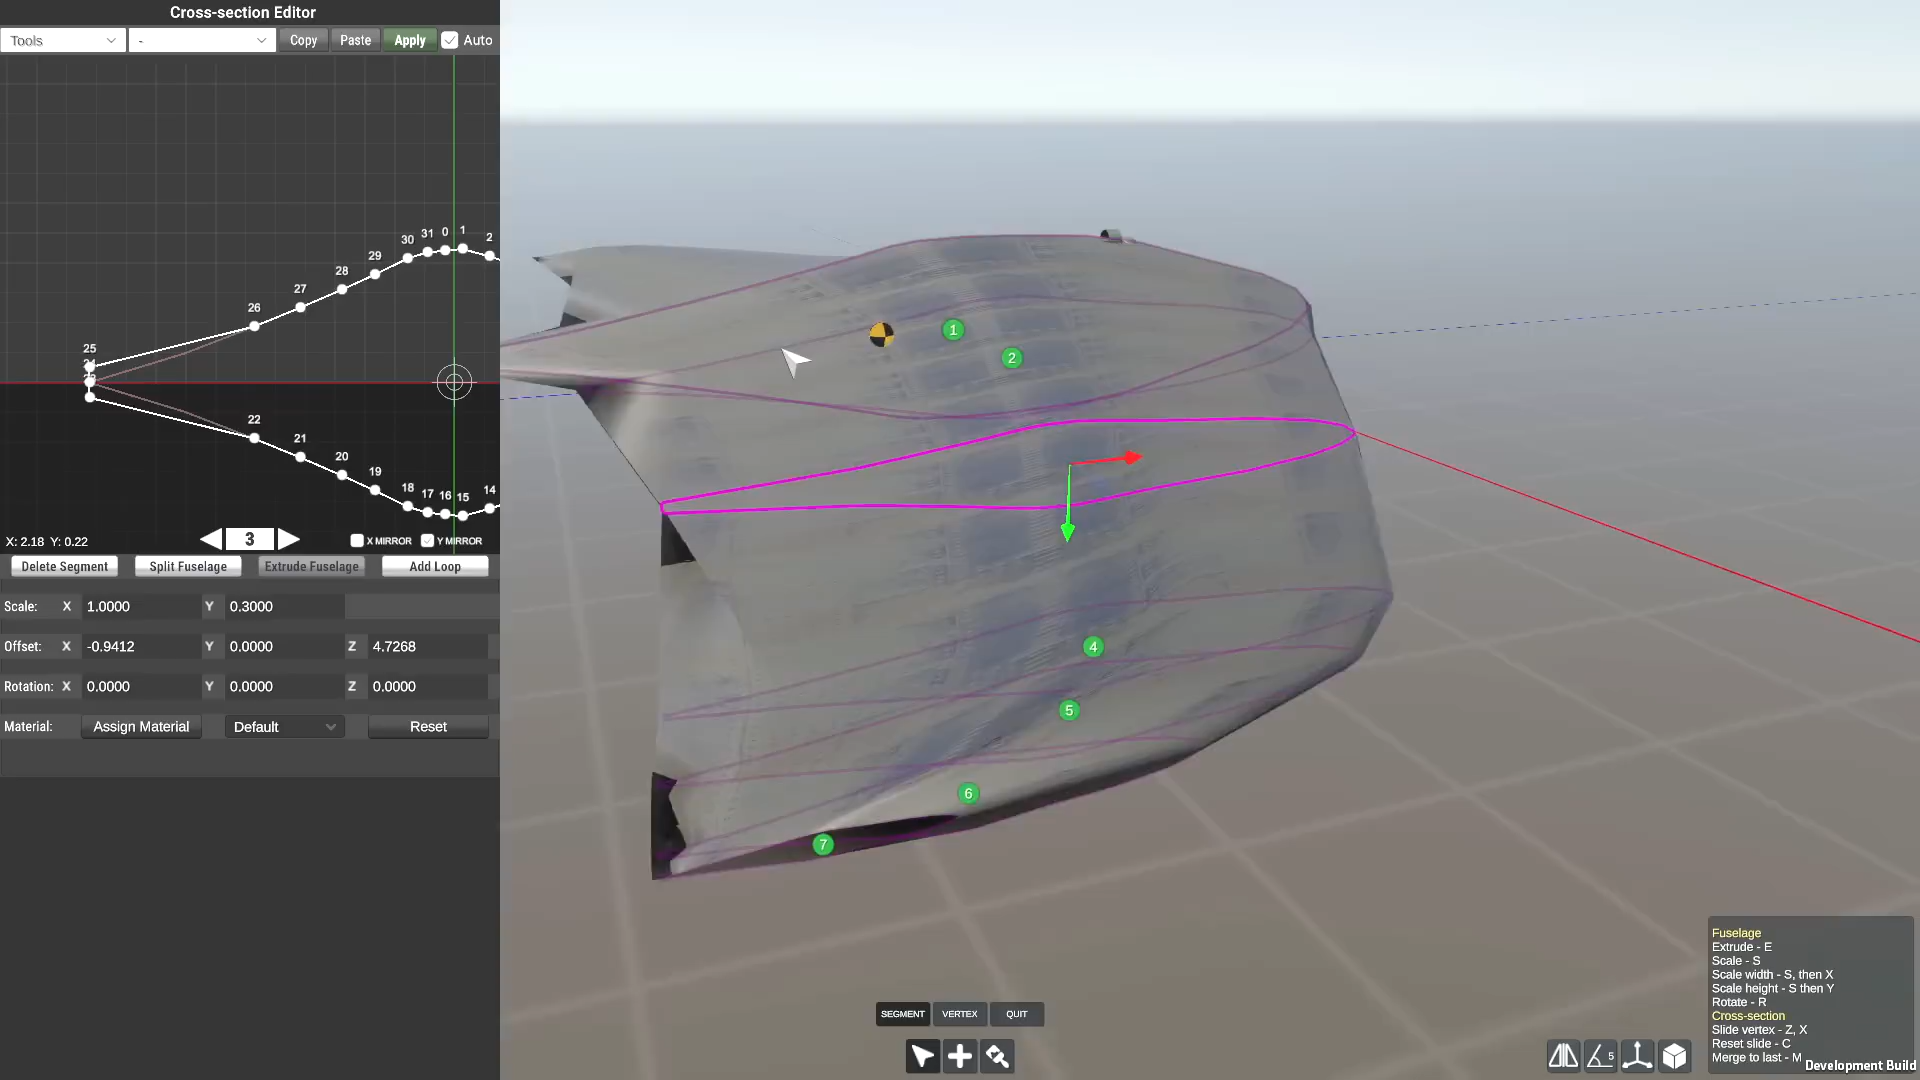 Cross-section Editor
Tools
-
Copy
Paste
Apply
Auto
25
26
27
28
29
30
31
0
1
2
22
21
20
19
18
17
16
15
14
X: 2.18 Y: 0.22
3
X MIRROR
Y MIRROR
Delete Segment
Split Fuselage
Extrude Fuselage
Add Loop
Scale: X 1.0000 Y 0.3000
Offset: X -0.9412 Y 0.0000 Z 4.7268
Rotation: X 0.0000 Y 0.0000 Z 0.0000
Material: Assign Material Default Reset
1
2
4
5
6
7
SEGMENT
VERTEX
QUIT
5
Fuselage
Extrude - E
Scale - S
Scale width - S, then X
Scale height - S then Y
Rotate - R
Cross-section
Slide vertex - Z, X
Reset slide - C
Merge to last - M
Development Build